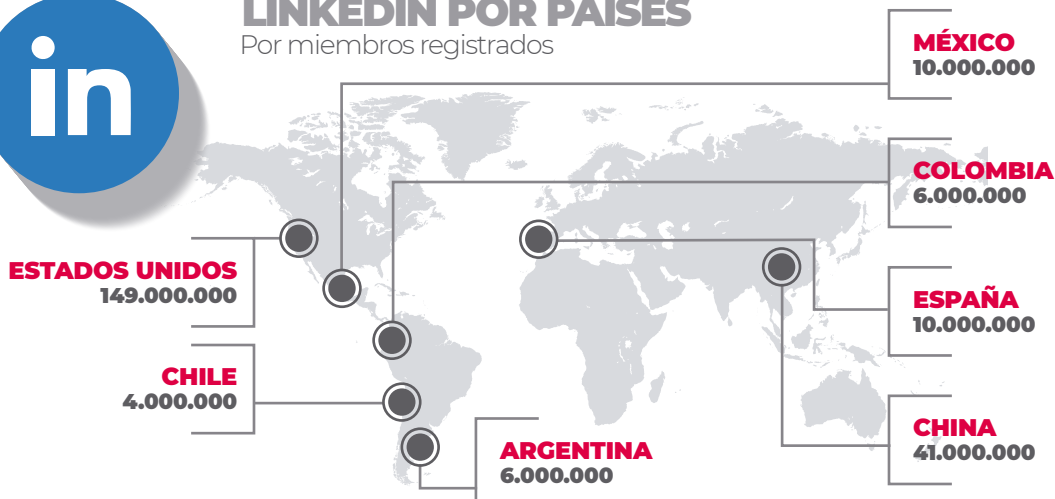 in
LINKEDIN POR PAÍSES
Por miembros registrados
MÉXICO
10.000.000
COLOMBIA
6.000.000
ESTADOS UNIDOS
149.000.000
ESPAÑA
10.000.000
CHILE
4.000.000
CHINA
41.000.000
ARGENTINA
6.000.000